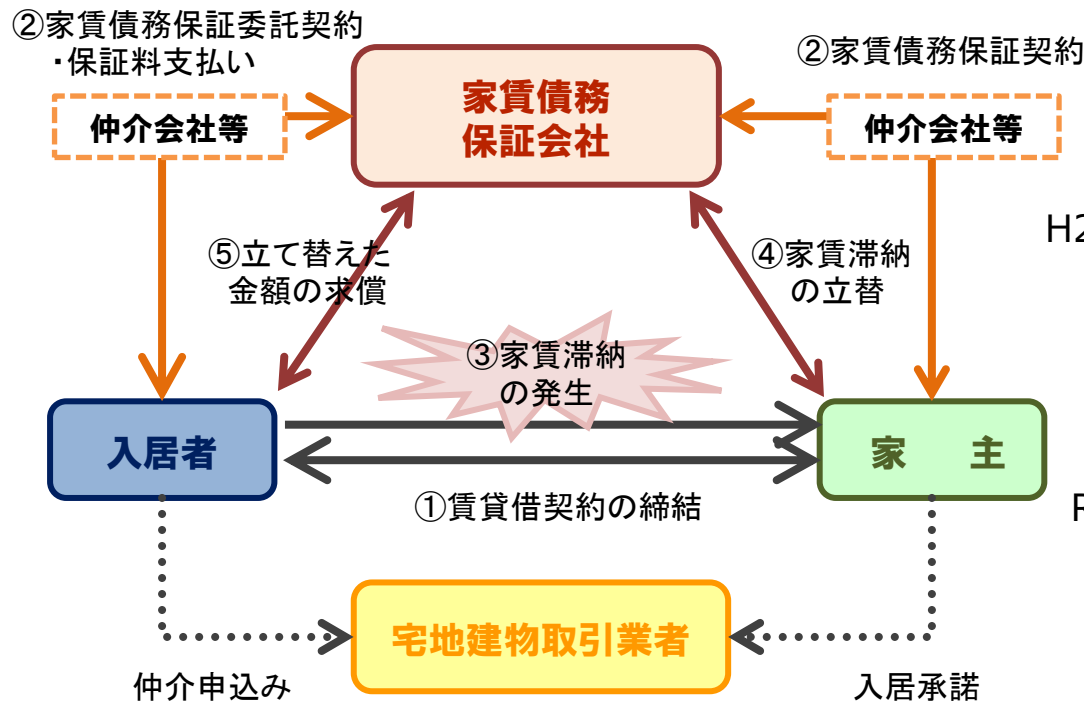 ②家賃債務保証委託契約
・保証料支払い
②家賃債務保証契約
家賃債務
保証会社
仲介会社等
仲介会社等
H2
⑤立て替えた
金額の求償
④家賃滞納
の立替
③家賃滞納
の発生
入居者
家　主
①賃貸借契約の締結
宅地建物取引業者
仲介申込み
入居承諾